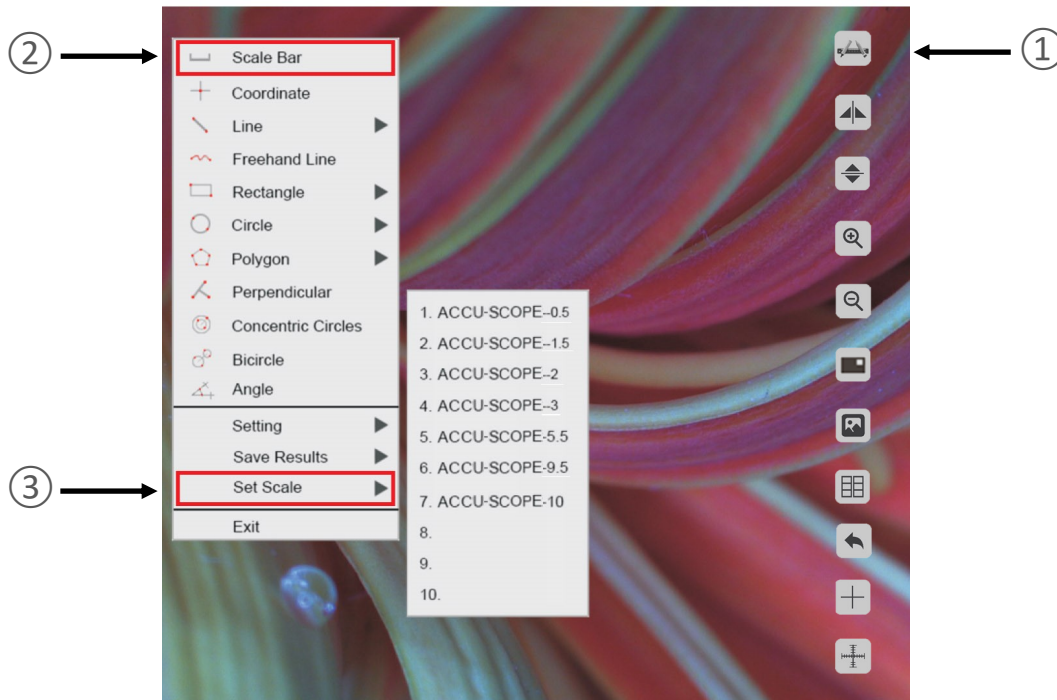 ②
①
Scale Bar
Coordinate
Line
Freehand Line
Rectangle
Circle
Polygon
Perpendicular
Concentric Circles
Bicircle
Angle
Setting
Save Results
③
Set Scale
Exit
1. ACCU-SCOPE--0.5
2. ACCU-SCOPE--1.5
3. ACCU-SCOPE--2
4. ACCU-SCOPE--3
5. ACCU-SCOPE-5.5
6. ACCU-SCOPE-9.5
7. ACCU-SCOPE-10
8.
9.
10.